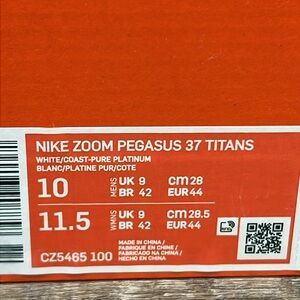 NIKE ZOOM PEGASUS 37 TITANS
WHITE/COAST-PURE PLATINUM
BLANC/PLATINE PUR/COTE
10 MENS UK 9 CM 28
BR 42 EUR 44
11.5 WMNS UK 9 CM 28.5
BR 42 EUR 44
MADE IN CHINA /
FABRIQUE EN CHINE /
FABRICADO NA CHINA /
HECHO EN CHINA
CZ5465 100